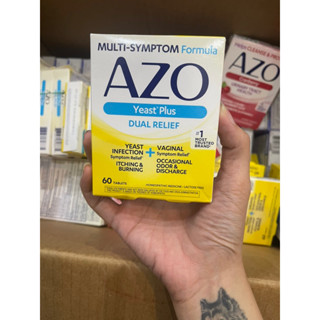 MULTI-SYMPTOM Formula
AZO
Yeast Plus
DUAL RELIEF
#1
MOST
TRUSTED
BRAND
YEAST
INFECTION
Symptom Relief
ITCHING &
BURNING
+
VAGINAL
Symptom Relief
OCCASIONAL
ODOR &
DISCHARGE
60 TABLETS
AZO